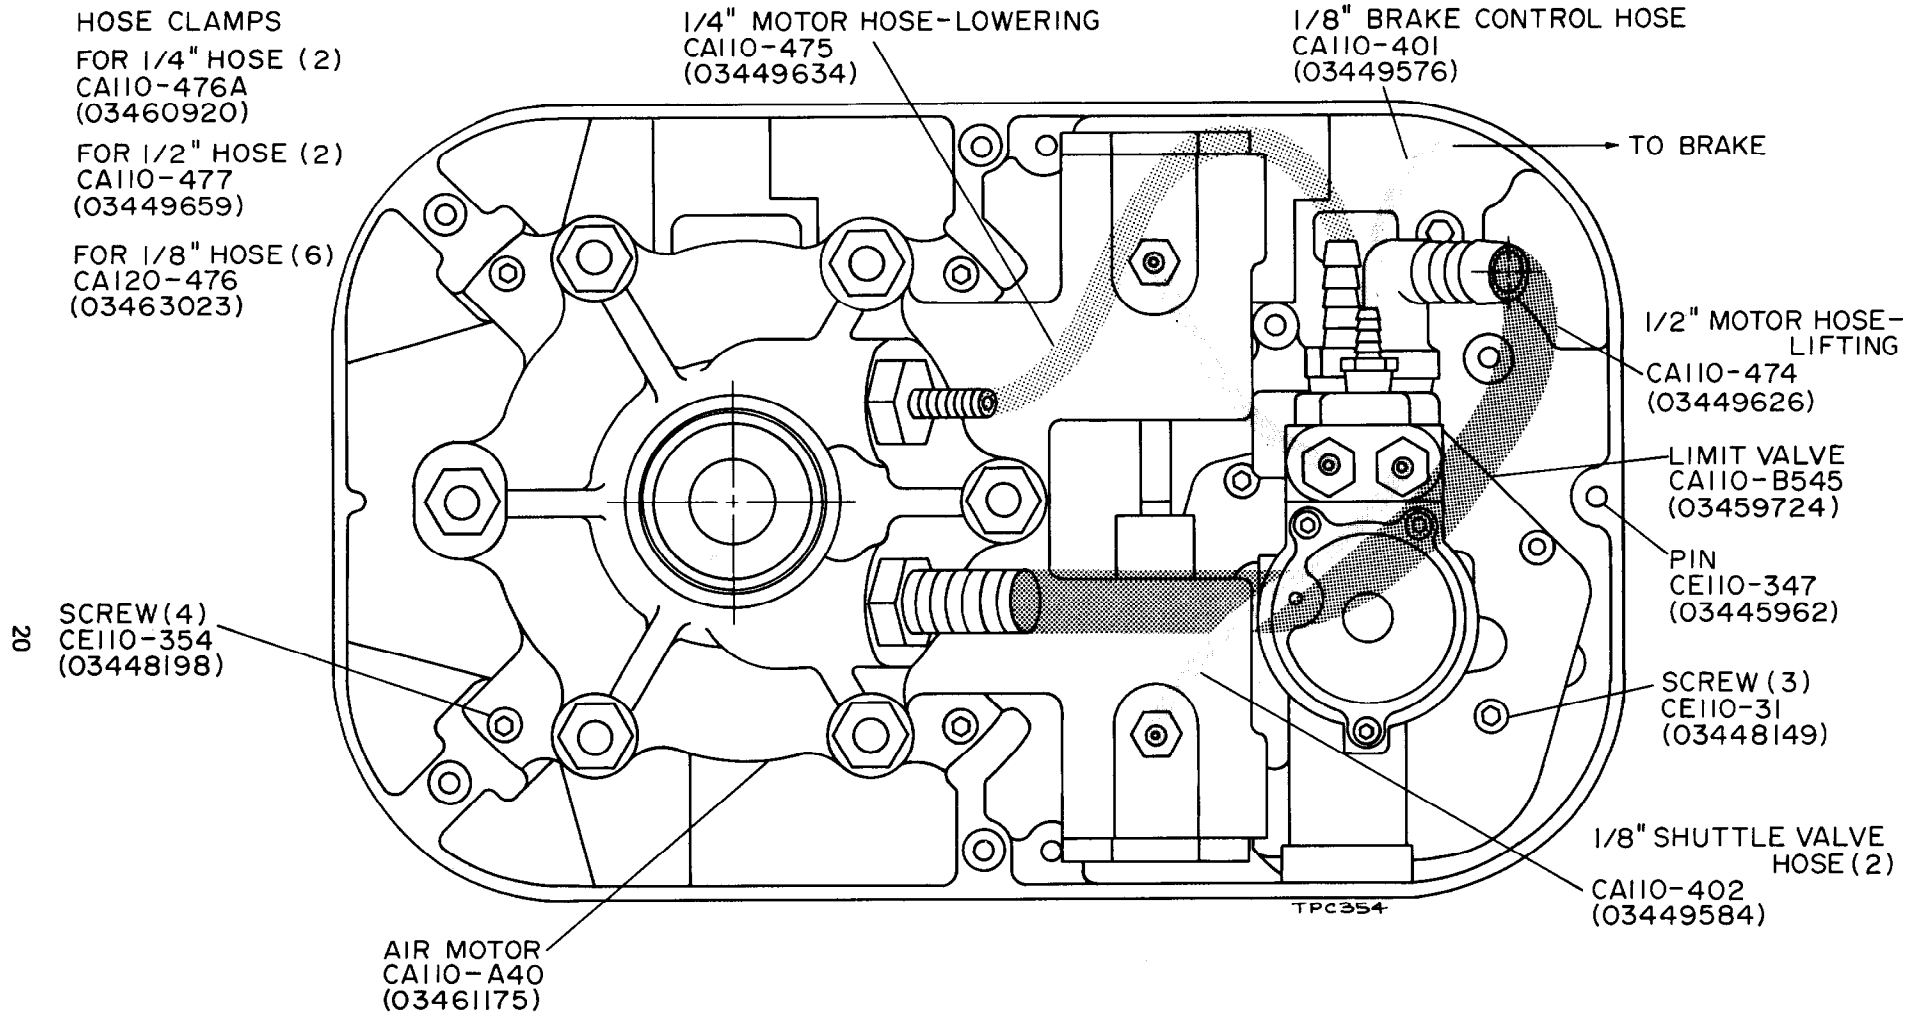 HOSE CLAMPS
FOR 1/4" HOSE (2)
CA110-476A
(03460920)
FOR 1/2" HOSE (2)
CA110-477
(03449659)
FOR 1/8" HOSE (6)
CA120-476
(03463023)
1/4" MOTOR HOSE-LOWERING
CA110-475
(03449634)
1/8" BRAKE CONTROL HOSE
CA110-401
(03449576)
TO BRAKE
1/2" MOTOR HOSE-
LIFTING
CA110-474
(03449626)
LIMIT VALVE
CA110-B545
(03459724)
PIN
CE110-347
(03445962)
SCREW (3)
CE110-31
(03448149)
1/8" SHUTTLE VALVE
HOSE (2)
CA110-402
(03449584)
TPC354
SCREW (4)
CE110-354
(03448198)
AIR MOTOR
CA110-A40
(03461175)
20